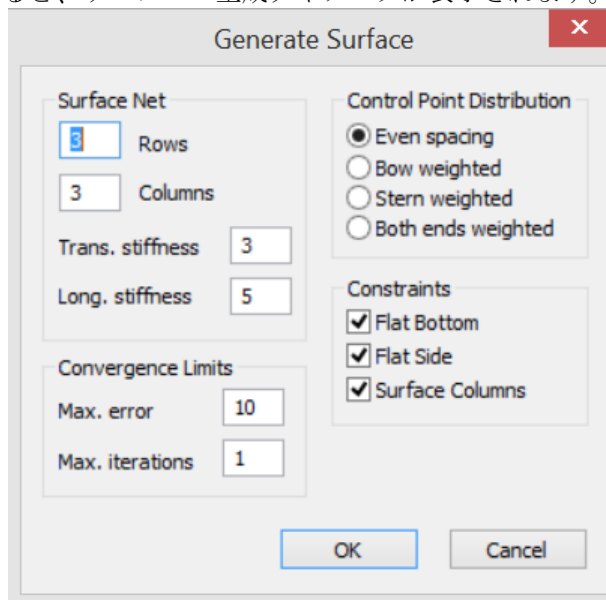 Generate Surface
Surface Net
3 Rows
3 Columns
Trans. stiffness 3
Long. stiffness 5
Convergence Limits
Max. error 10
Max. iterations 1
Control Point Distribution
Even spacing
Bow weighted
Stern weighted
Both ends weighted
Constraints
Flat Bottom
Flat Side
Surface Columns
OK
Cancel